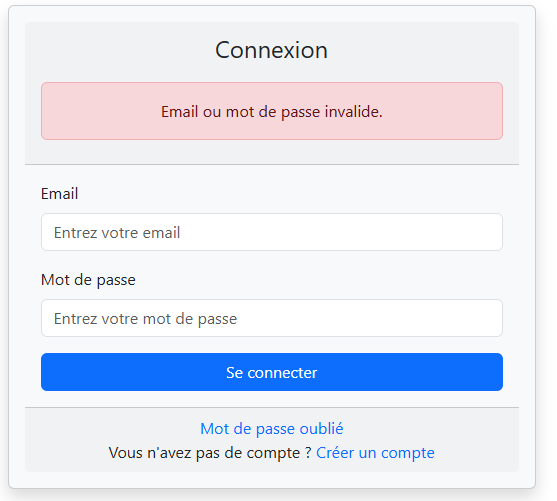 Connexion
Email ou mot de passe invalide.
Email
Entrez votre email
Mot de passe
Entrez votre mot de passe
Se connecter
Mot de passe oublié
Vous n'avez pas de compte ? Créer un compte